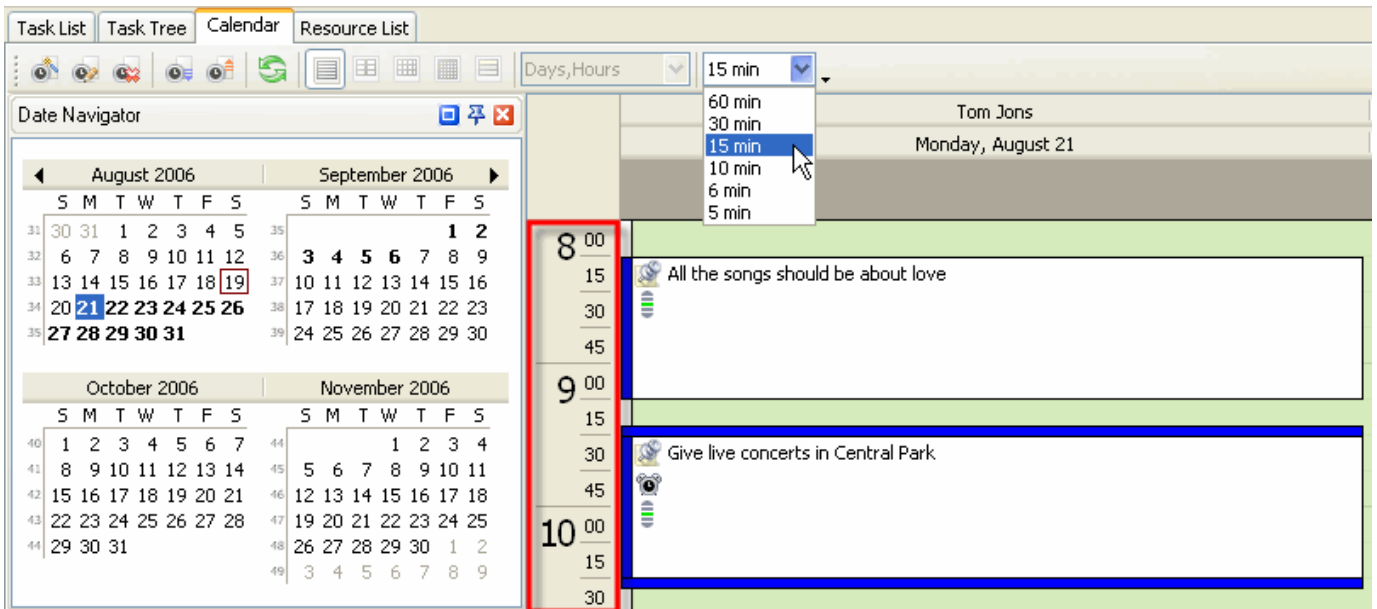 Task List Task Tree Calendar Resource List
Days,Hours 15 min
60 min
30 min
15 min
10 min
6 min
5 min
Date Navigator
August 2006
S M T W T F S
31 30 31 1 2 3 4 5
32 6 7 8 9 10 11 12
33 13 14 15 16 17 18 19
34 20 21 22 23 24 25 26
35 27 28 29 30 31
September 2006
S M T W T F S
35 1 2
36 3 4 5 6 7 8 9
37 10 11 12 13 14 15 16
38 17 18 19 20 21 22 23
39 24 25 26 27 28 29 30
October 2006
S M T W T F S
40 1 2 3 4 5 6 7
41 8 9 10 11 12 13 14
42 15 16 17 18 19 20 21
43 22 23 24 25 26 27 28
44 29 30 31
November 2006
S M T W T F S
44 1 2 3 4
45 5 6 7 8 9 10 11
46 12 13 14 15 16 17 18
47 19 20 21 22 23 24 25
48 26 27 28 29 30 1 2
49 3 4 5 6 7 8 9
Tom Jons
Monday, August 21
8 00
15
30
45
9 00
15
30
45
10 00
15
30
All the songs should be about love
Give live concerts in Central Park